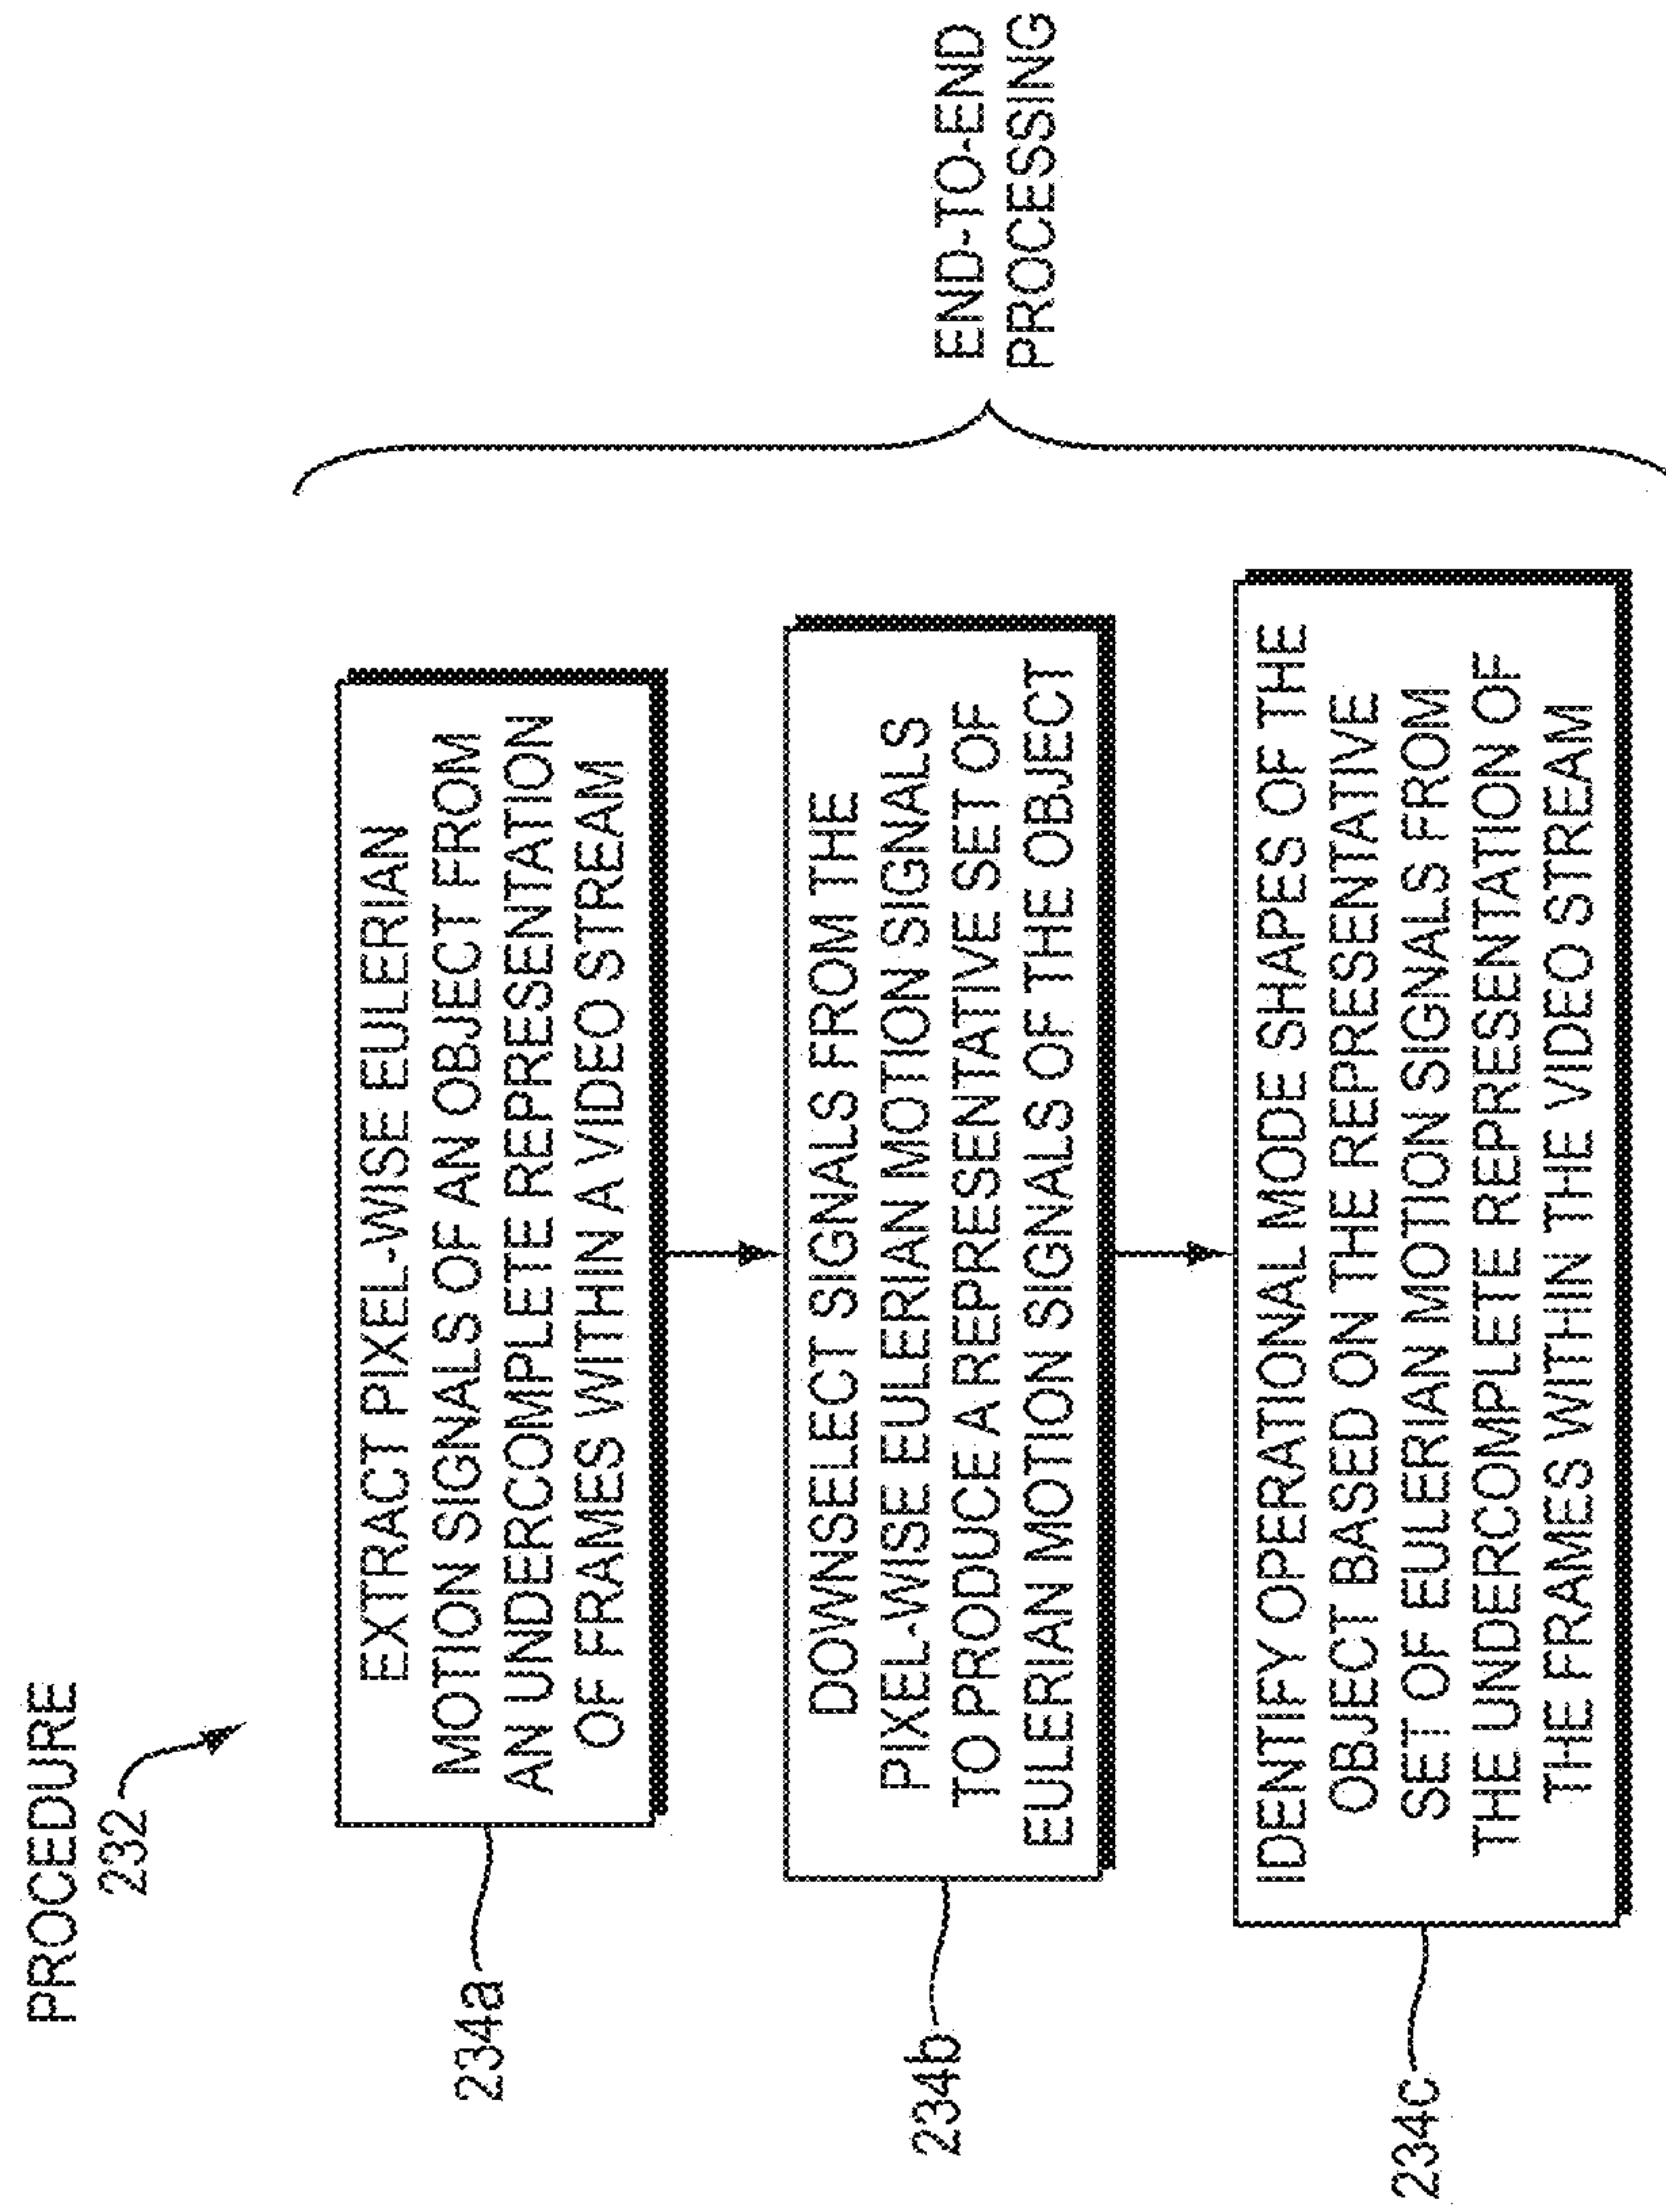 PROCEDURE
232
234a
EXTRACT PIXEL-WISE EULERIAN
MOTION SIGNALS OF AN OBJECT FROM
AN UNDERCOMPLETE REPRESENTATION
OF FRAMES WITHIN A VIDEO STREAM
234b
DOWNSELECT SIGNALS FROM THE
PIXEL-WISE EULERIAN MOTION SIGNALS
TO PRODUCE A REPRESENTATIVE SET OF
EULERIAN MOTION SIGNALS OF THE OBJECT
234c
IDENTIFY OPERATIONAL MODE SHAPES OF THE
OBJECT BASED ON THE REPRESENTATIVE
SET OF EULERIAN MOTION SIGNALS FROM
THE UNDERCOMPLETE REPRESENTATION OF
THE FRAMES WITHIN THE VIDEO STREAM
END-TO-END
PROCESSING